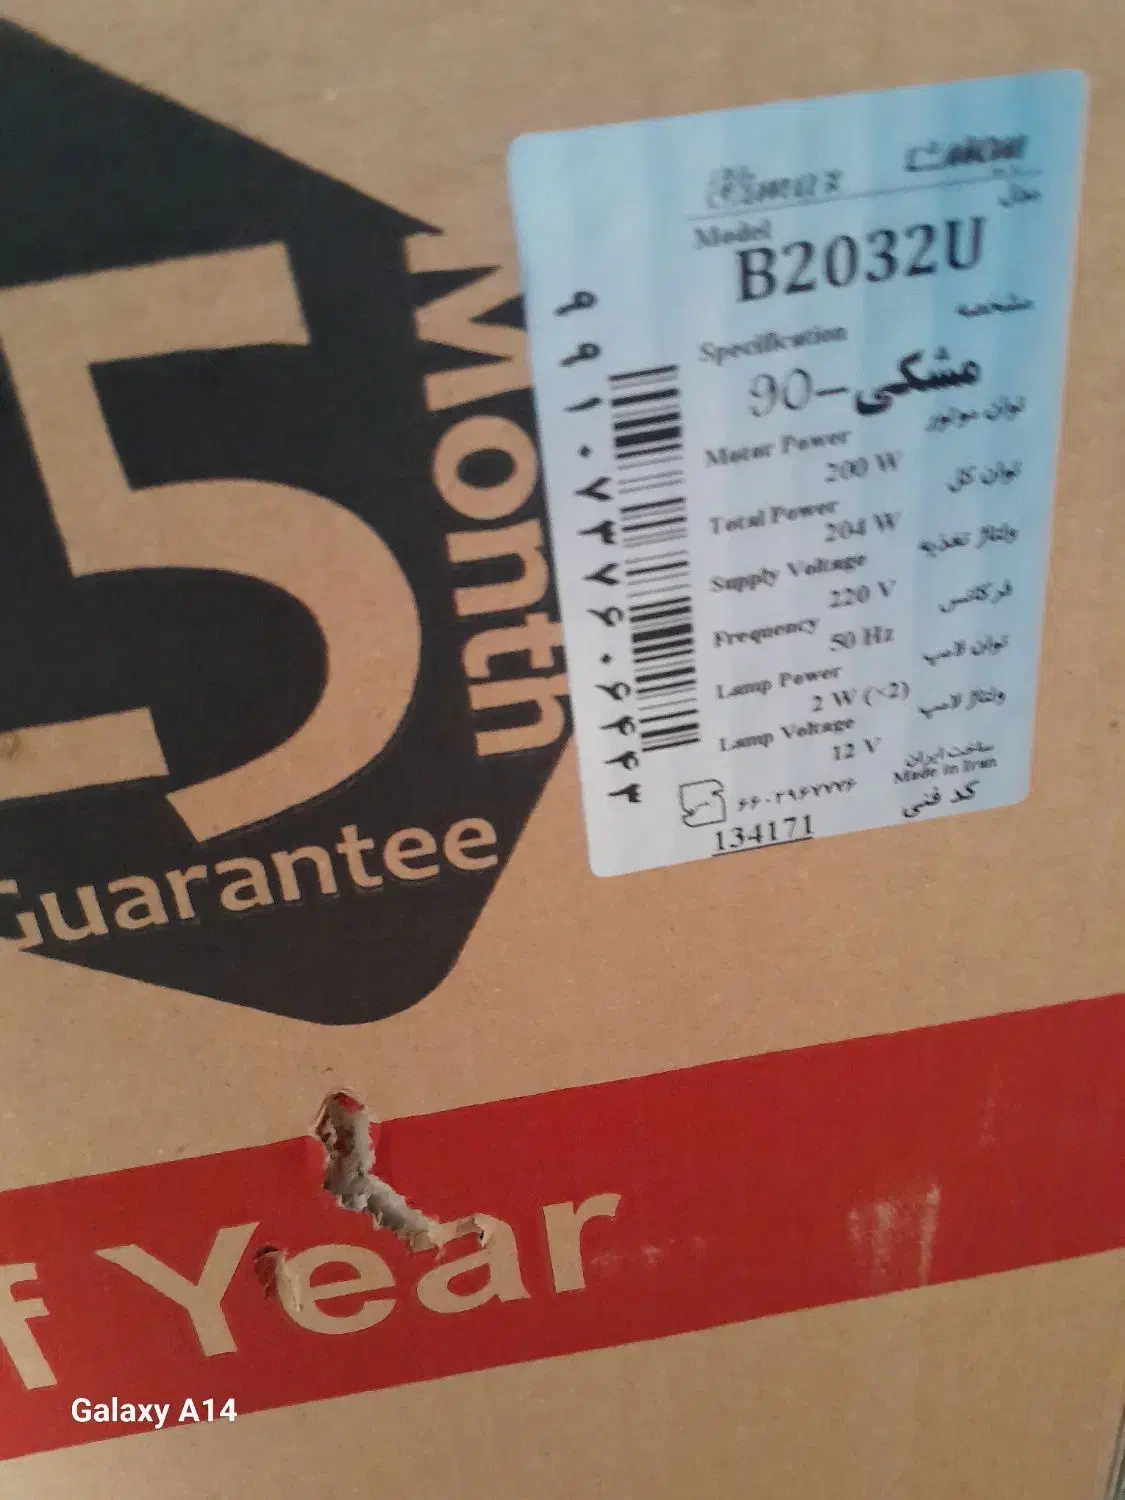 5
Month
Guarantee
مدل
Model
B2032U
مشخصه
Specification
مشکی-90
توان موتور
Motor Power
200 W
توان کل
Total Power
204 W
ولتاژ تغذیه
Supply Voltage
220 V
فرکانس
Frequency
50 Hz
توان لامپ
Lamp Power
2 W (×2)
ولتاژ لامپ
Lamp Voltage
12 V
ساخت ایران
Made in Iran
کد فنی
134171
f Year
Galaxy A14